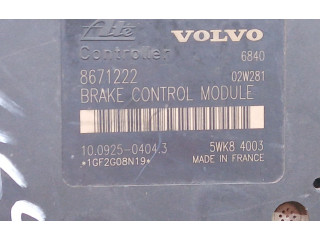 Ate VOLVO
Controller 6840
8671222 02W281
BRAKE CONTROL MODULE
10.0925-0404.3 5WK8 4003
*1GF2G08N19* MADE IN FRANCE